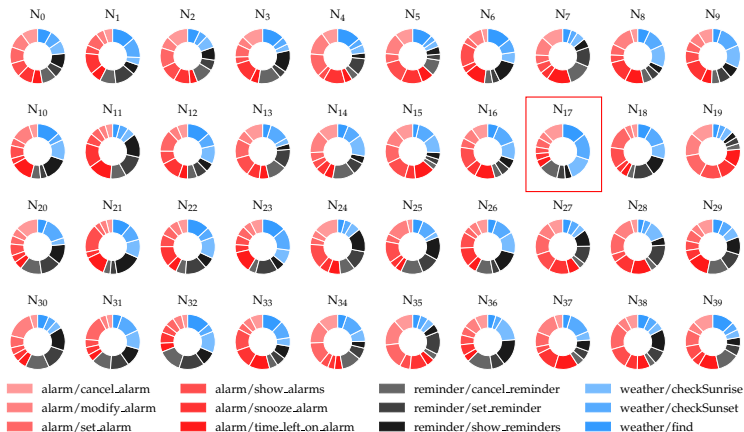 N0 N1 N2 N3 N4 N5 N6 N7 N8 N9
N10 N11 N12 N13 N14 N15 N16 N17 N18 N19
N20 N21 N22 N23 N24 N25 N26 N27 N28 N29
N30 N31 N32 N33 N34 N35 N36 N37 N38 N39
alarm/cancel_alarm alarm/show_alarms reminder/cancel_reminder weather/checkSunrise
alarm/modify_alarm alarm/snooze_alarm reminder/set_reminder weather/checkSunset
alarm/set_alarm alarm/time_left_on_alarm reminder/show_reminders weather/find